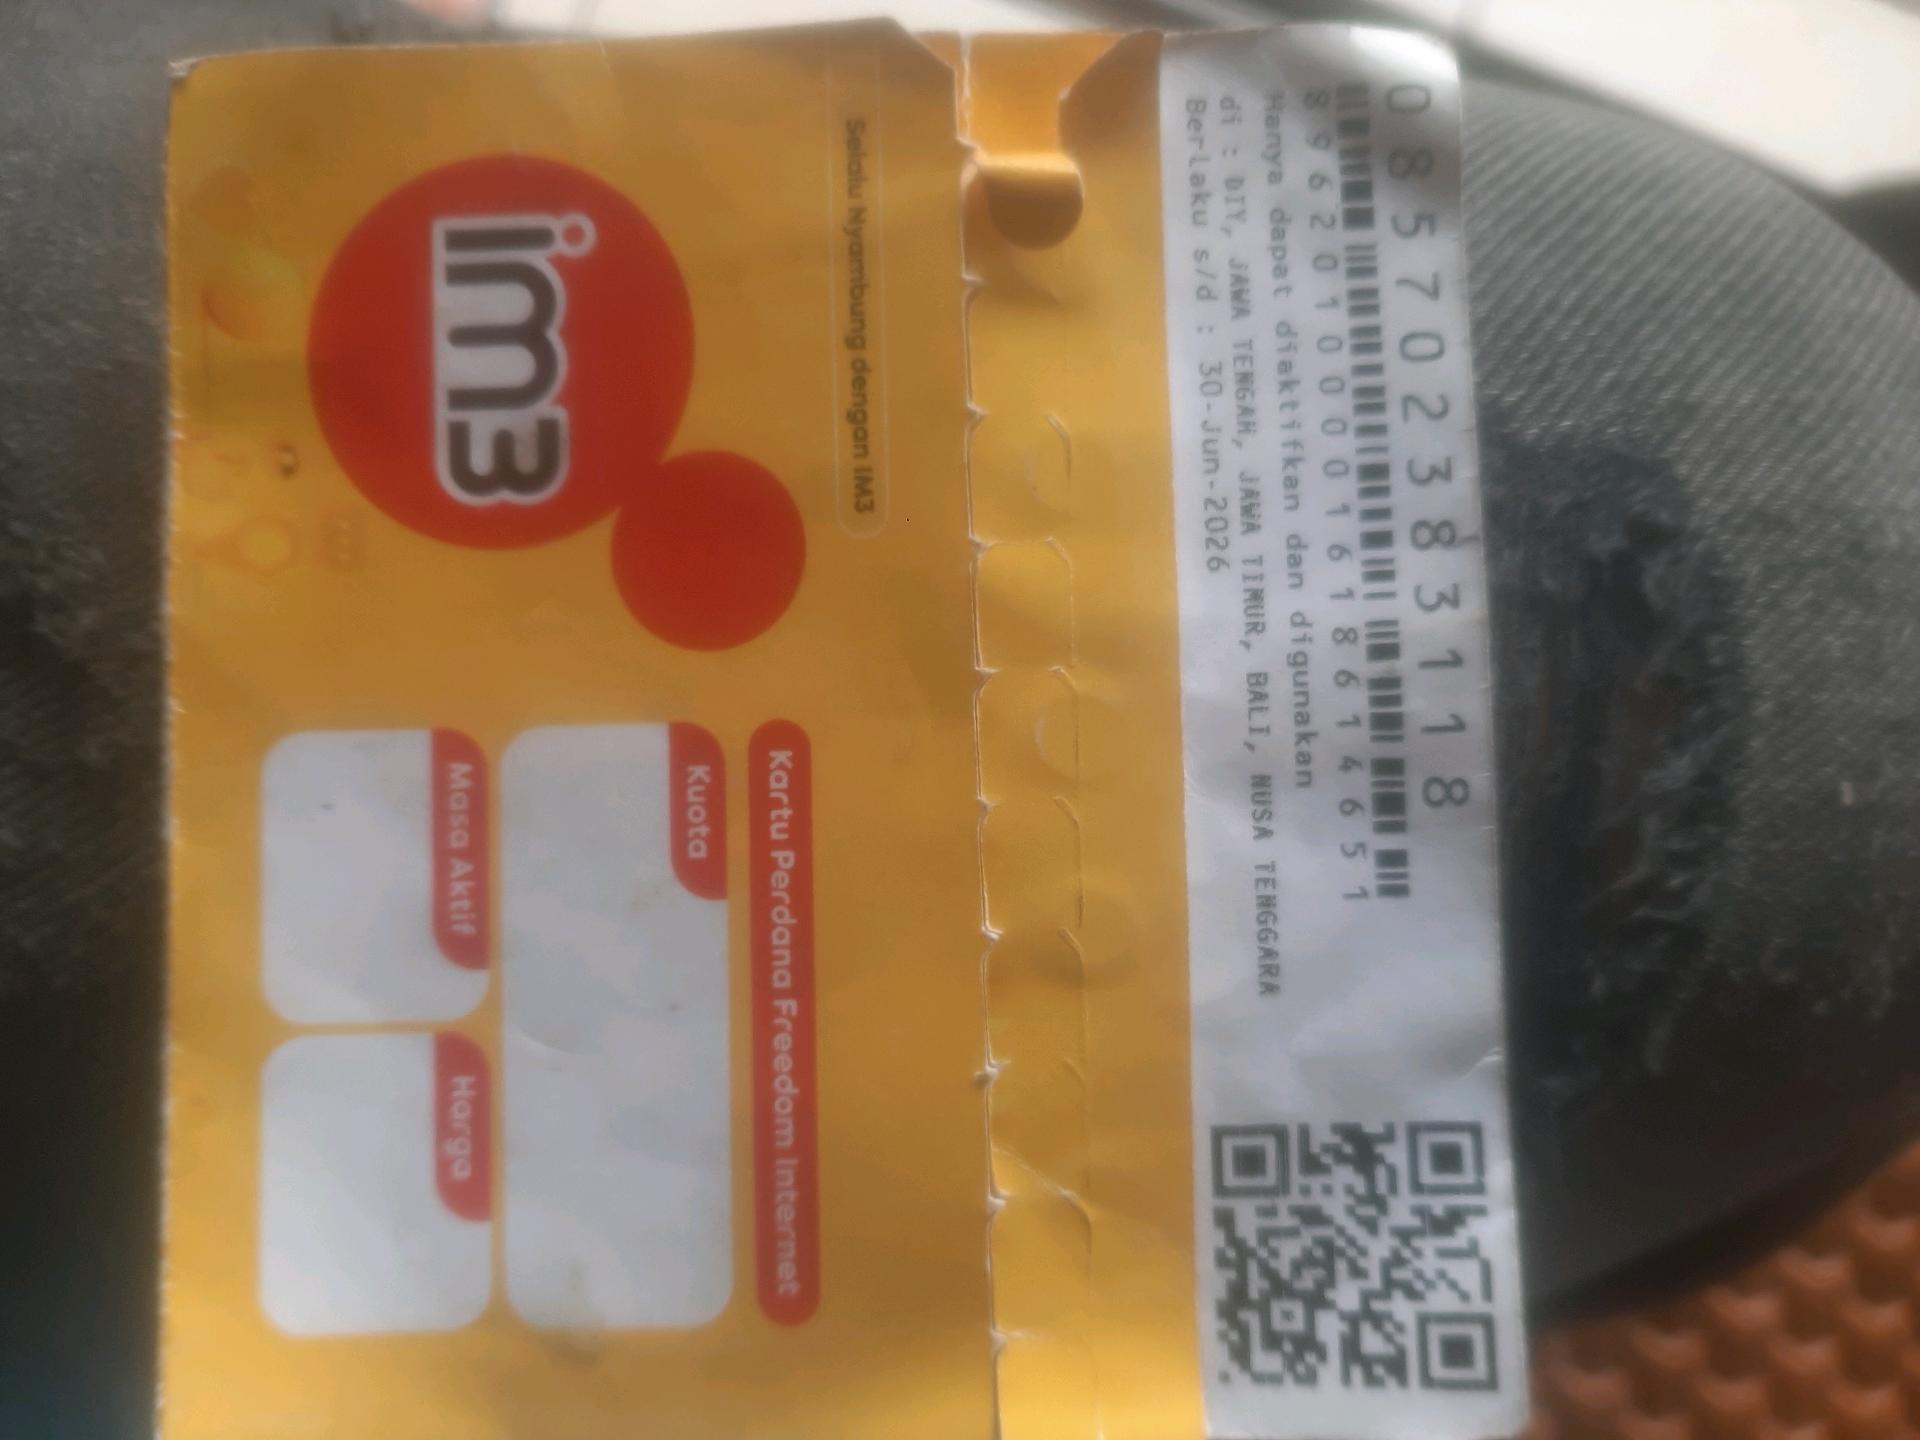 085702383118
89620100001618614651
Hanya dapat diaktifkan dan digunakan
di : DIY, JAWA TENGAH, JAWA TIMUR, BALI, NUSA TENGGARA
Berlaku s/d : 30-Jun-2026
Selalu Nyambung dengan IM3
im3
Kartu Perdana Freedom Internet
Kuota
Masa Aktif
Harga